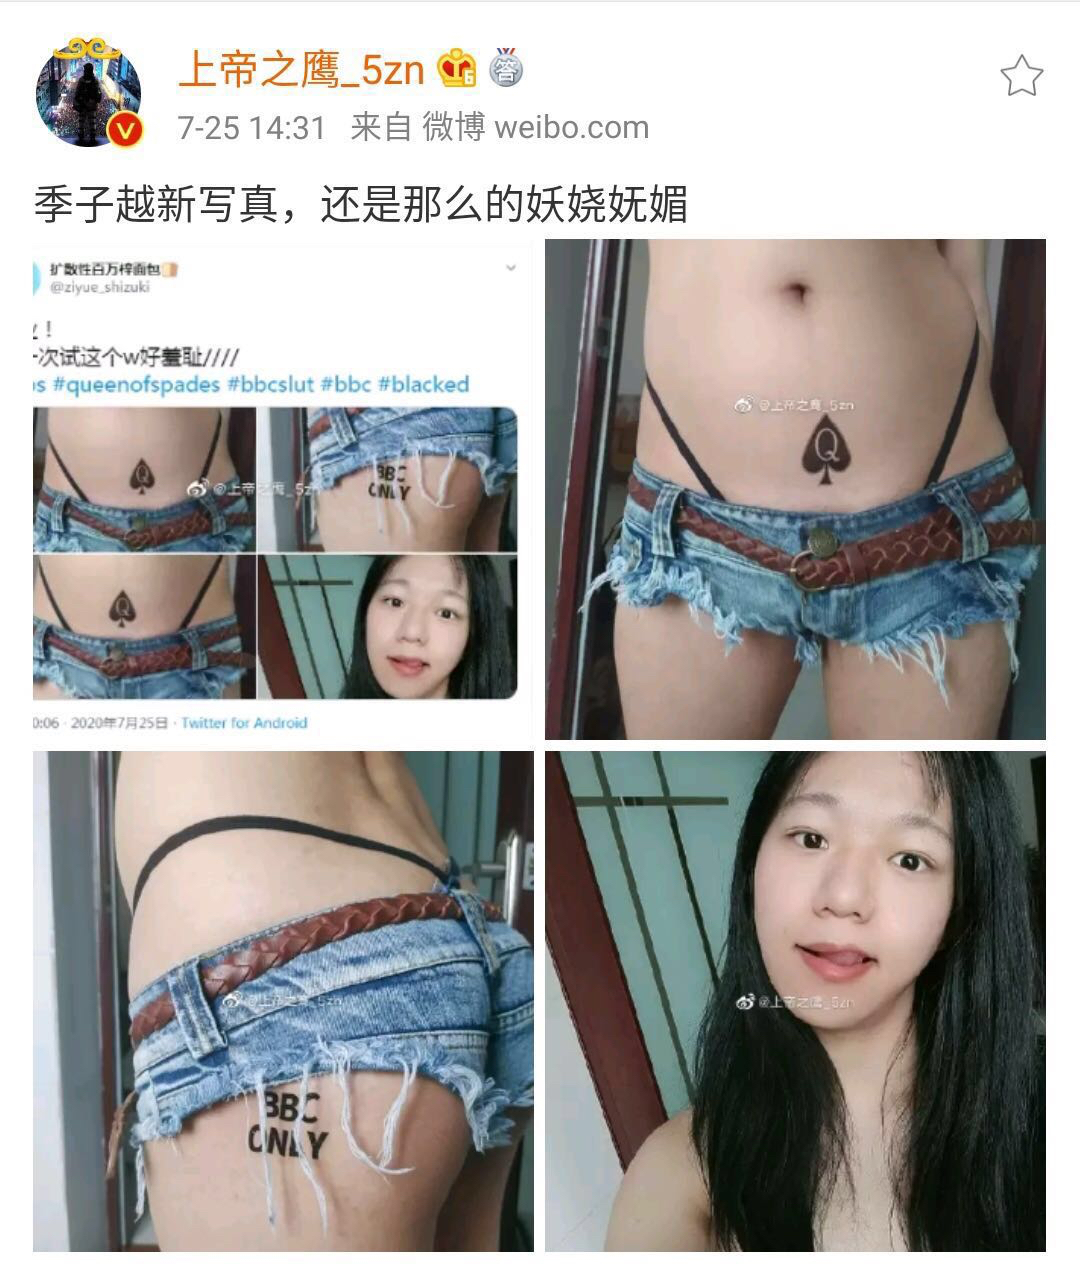 上帝之鹰_5zn 6 答
V
7-25 14:31 来自 微博 weibo.com
季子越新写真，还是那么的妖娆妩媚
扩散性百万梓面包
@ziyue_shizuki
！
次试这个w好羞耻////
s #queenofspades #bbcslut #bbc #blacked
Q
BBC
ONLY
@上帝之鹰_5zn
Q
0:06 · 2020年7月25日 · Twitter for Android
@上帝之鹰_5zn
Q
@上帝之鹰_5zn
BBC
ONLY
@上帝之鹰_5zn